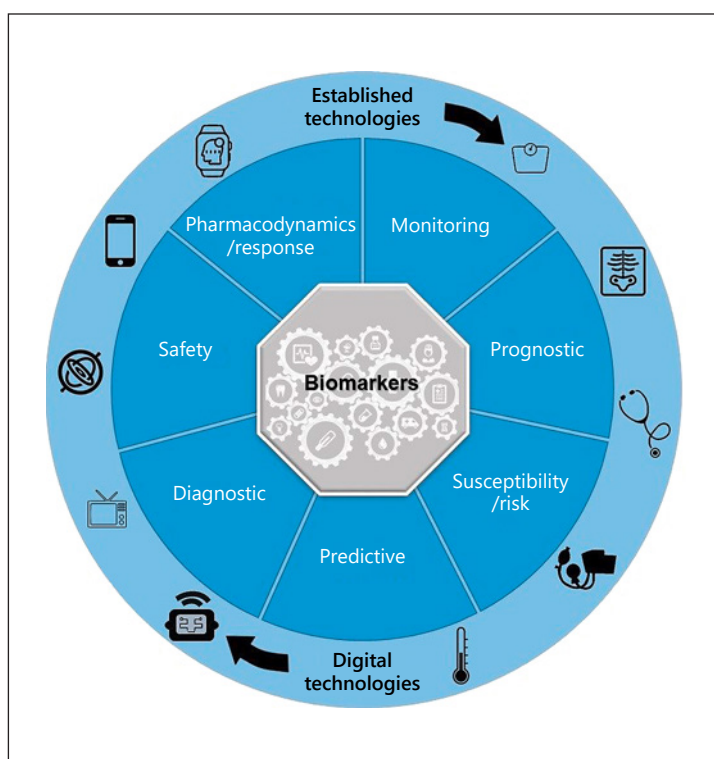 Established
technologies
Pharmacodynamics
/response
Monitoring
Safety
Prognostic
Biomarkers
Diagnostic
Susceptibility
/risk
Predictive
Digital
technologies